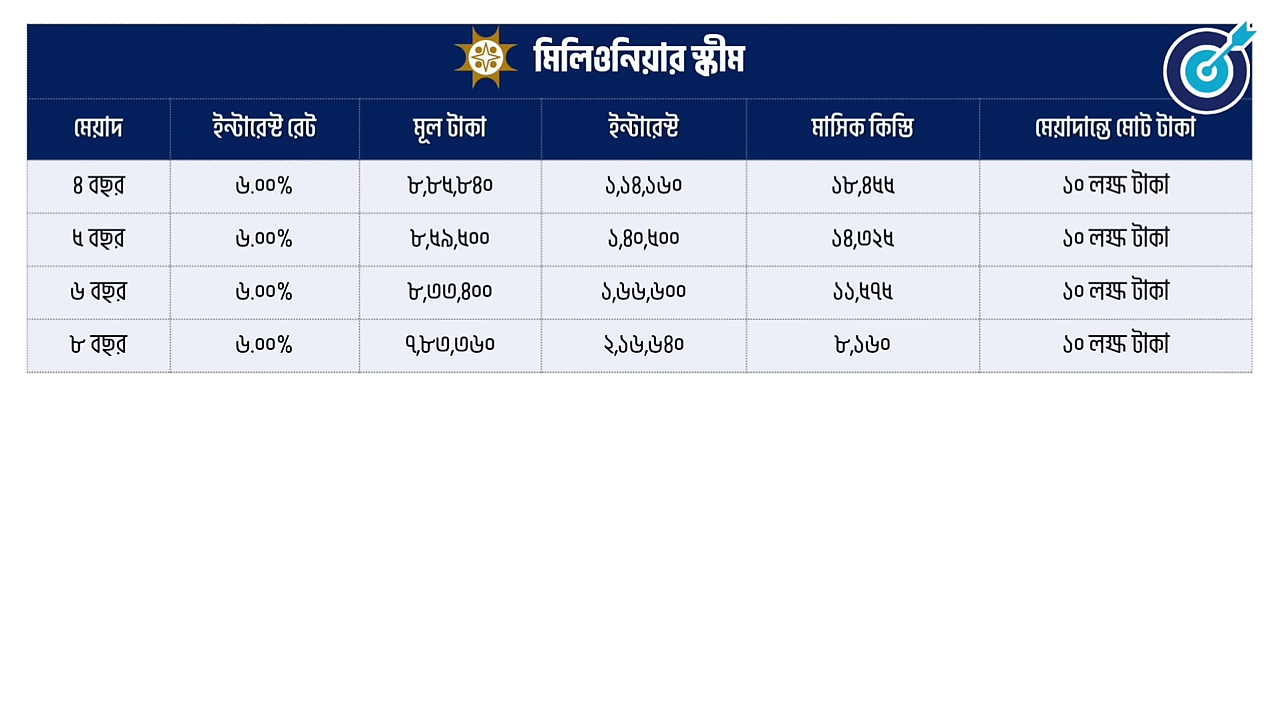 মিলিওনিয়ার স্কীম
মেয়াদ ইন্টারেস্ট রেট মূল টাকা ইন্টারেস্ট মাসিক কিস্তি মেয়াদান্তে মোট টাকা
৪ বছর ৬.০০% ৮,৮৫,৮৪০ ১,১৪,১৬০ ১৮,৪৫৫ ১০ লক্ষ টাকা
৫ বছর ৬.০০% ৮,৫৯,৫০০ ১,৪০,৫০০ ১৪,৩২৫ ১০ লক্ষ টাকা
৬ বছর ৬.০০% ৮,৩৩,৪০০ ১,৬৬,৬০০ ১১,৫৭৫ ১০ লক্ষ টাকা
৮ বছর ৬.০০% ৭,৮৩,৩৬০ ২,১৬,৬৪০ ৮,১৬০ ১০ লক্ষ টাকা